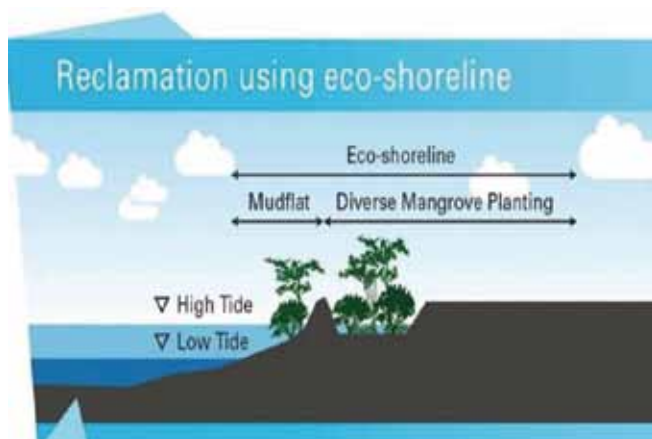 Reclamation using eco-shoreline
Eco-shoreline
Mudflat Diverse Mangrove Planting
▽ High Tide
▽ Low Tide